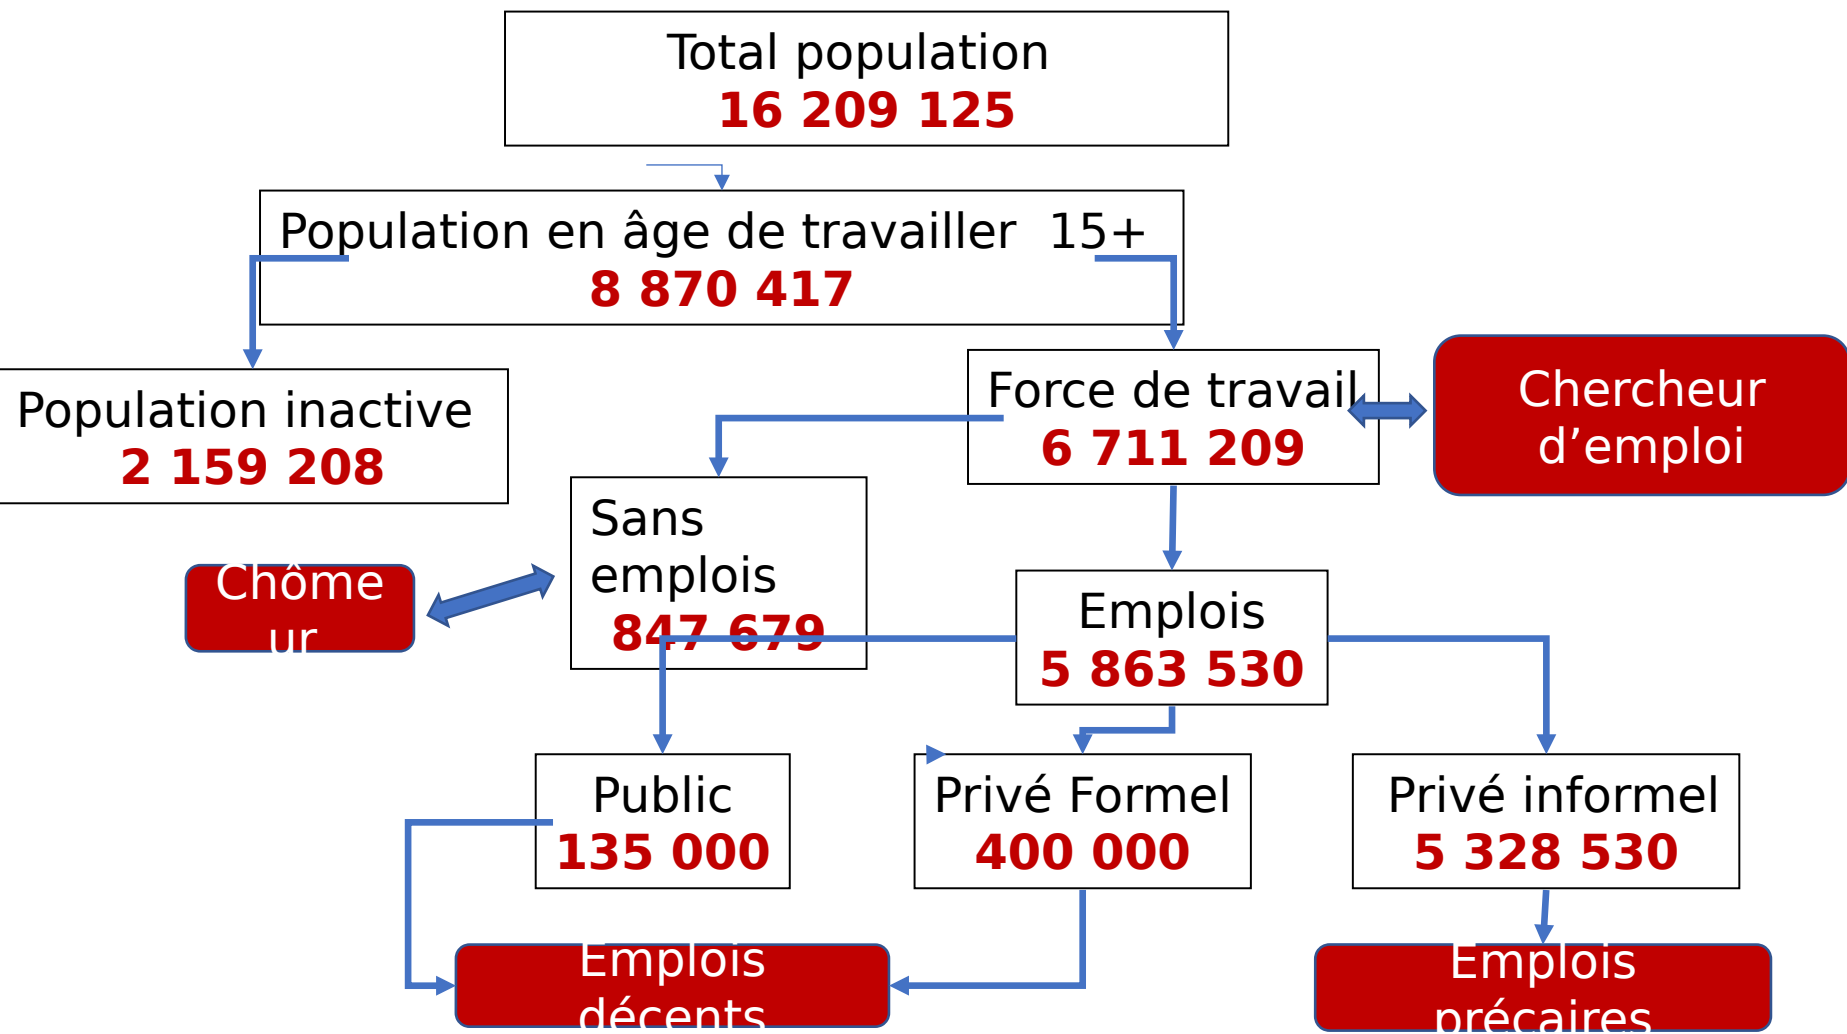 Total population
16 209 125
Population en âge de travailler 15+
8 870 417
Population inactive
2 159 208
Force de travail
6 711 209
Chercheur
d’emploi
Sans
emplois
847 679
Chôme
ur
Emplois
5 863 530
Public
135 000
Privé Formel
400 000
Privé informel
5 328 530
Emplois
décents
Emplois
précaires